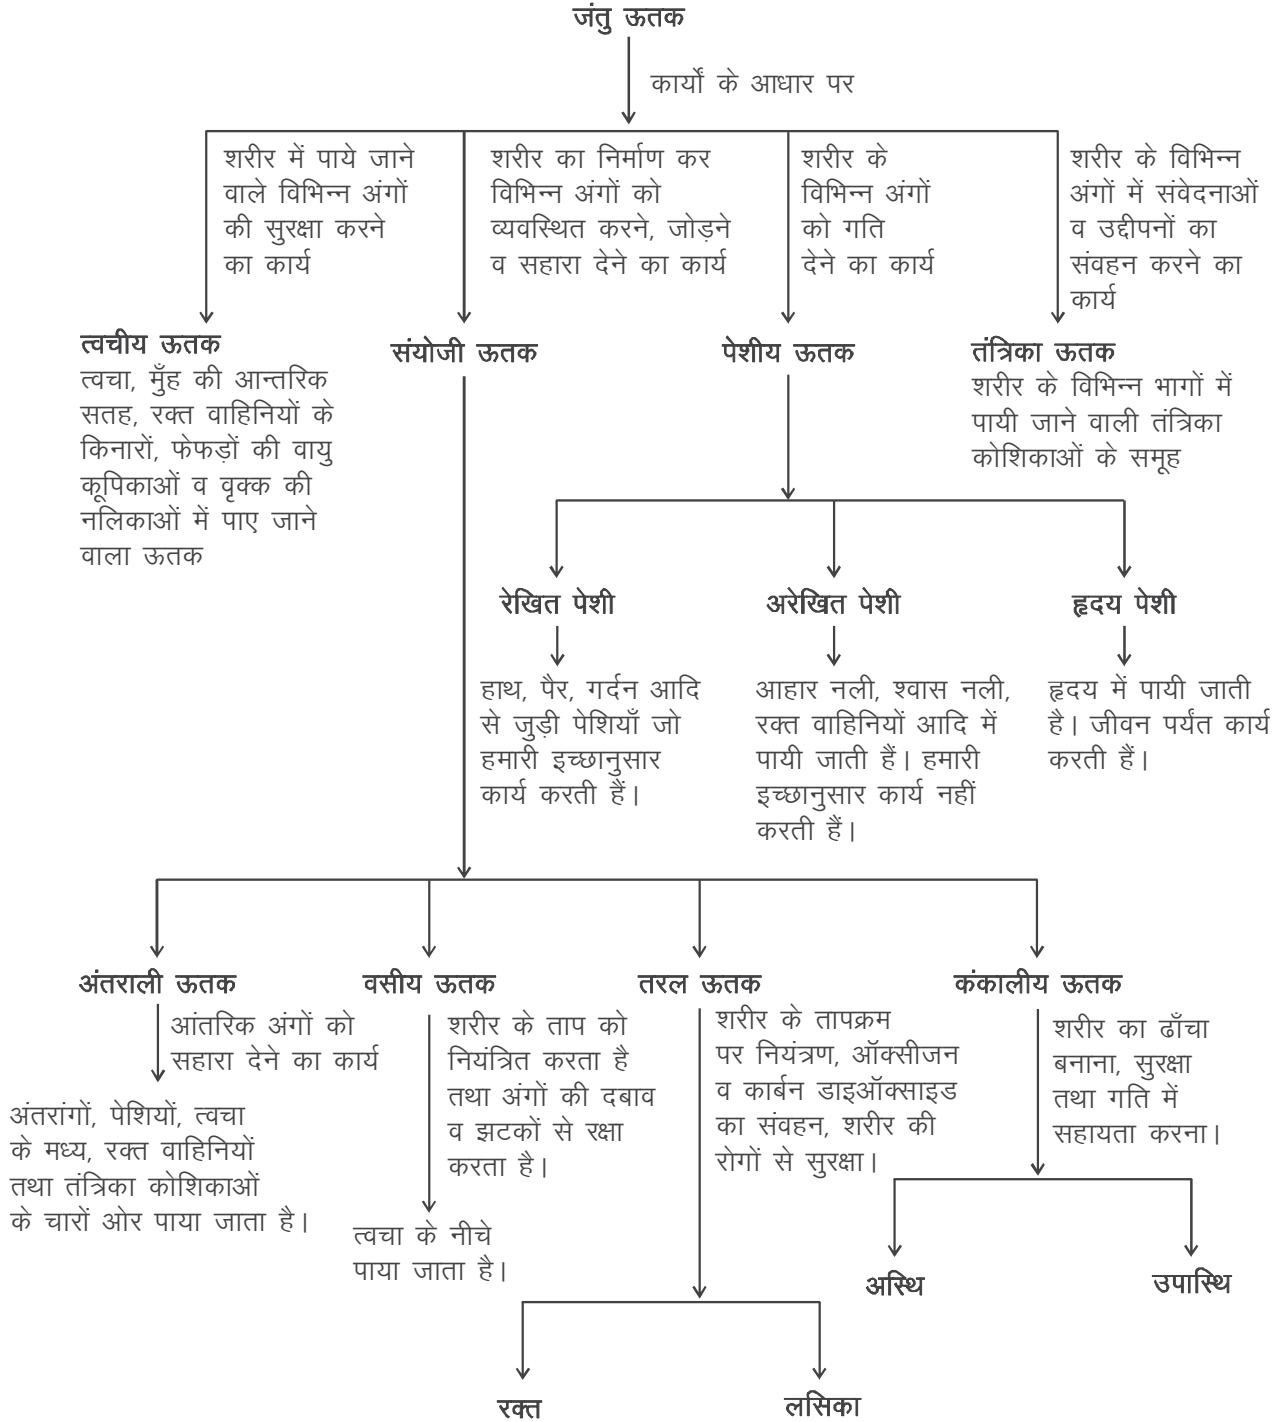 जंतु ऊतक
कार्यों के आधार पर
शरीर में पाये जाने
वाले विभिन्न अंगों
की सुरक्षा करने
का कार्य
शरीर का निर्माण कर
विभिन्न अंगों को
व्यवस्थित करने, जोड़ने
व सहारा देने का कार्य
शरीर के
विभिन्न अंगों
को गति
देने का कार्य
शरीर के विभिन्न
अंगों में संवेदनाओं
व उद्दीपनों का
संवहन करने का
कार्य
त्वचीय ऊतक
त्वचा, मुँह की आन्तरिक
सतह, रक्त वाहिनियों के
किनारों, फेफड़ों की वायु
कूपिकाओं व वृक्क की
नलिकाओं में पाए जाने
वाला ऊतक
संयोजी ऊतक
पेशीय ऊतक
तंत्रिका ऊतक
शरीर के विभिन्न भागों में
पायी जाने वाली तंत्रिका
कोशिकाओं के समूह
रेखित पेशी
हाथ, पैर, गर्दन आदि
से जुड़ी पेशियाँ जो
हमारी इच्छानुसार
कार्य करती हैं।
अरेखित पेशी
आहार नली, श्वास नली,
रक्त वाहिनियों आदि में
पायी जाती हैं। हमारी
इच्छानुसार कार्य नहीं
करती हैं।
हृदय पेशी
हृदय में पायी जाती
है। जीवन पर्यंत कार्य
करती हैं।
अंतराली ऊतक
आंतरिक अंगों को
सहारा देने का कार्य
अंतरांगों, पेशियों, त्वचा
के मध्य, रक्त वाहिनियों
तथा तंत्रिका कोशिकाओं
के चारों ओर पाया जाता है।
वसीय ऊतक
शरीर के ताप को
नियंत्रित करता है
तथा अंगों की दबाव
व झटकों से रक्षा
करता है।
त्वचा के नीचे
पाया जाता है।
तरल ऊतक
शरीर के तापक्रम
पर नियंत्रण, ऑक्सीजन
व कार्बन डाइऑक्साइड
का संवहन, शरीर की
रोगों से सुरक्षा।
कंकालीय ऊतक
शरीर का ढाँचा
बनाना, सुरक्षा
तथा गति में
सहायता करना।
अस्थि
उपास्थि
रक्त
लसिका